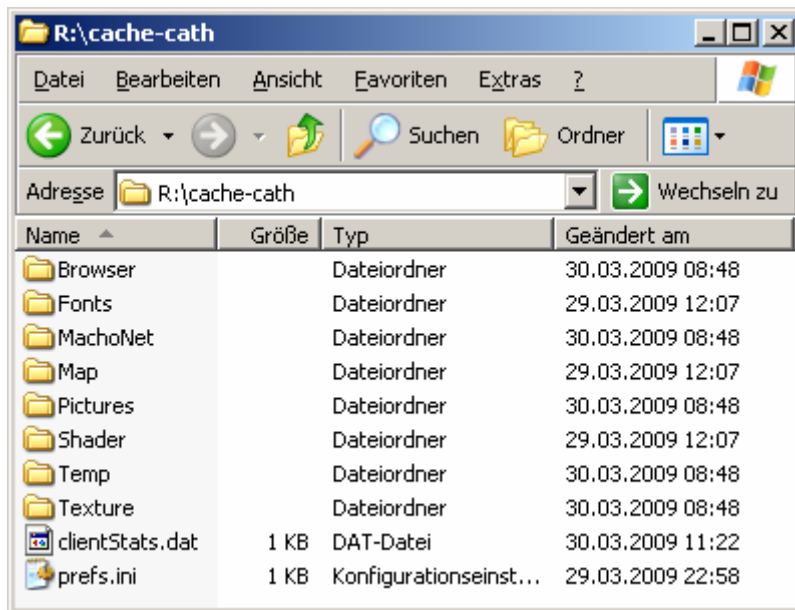 R:\cache-cath
Datei Bearbeiten Ansicht Favoriten Extras ?
Zurück Suchen Ordner
Adresse R:\cache-cath Wechseln zu
Name Größe Typ Geändert am
Browser Dateiordner 30.03.2009 08:48
Fonts Dateiordner 29.03.2009 12:07
MachoNet Dateiordner 30.03.2009 08:48
Map Dateiordner 29.03.2009 12:07
Pictures Dateiordner 30.03.2009 08:48
Shader Dateiordner 29.03.2009 12:07
Temp Dateiordner 30.03.2009 08:48
Texture Dateiordner 30.03.2009 08:48
clientStats.dat 1 KB DAT-Datei 30.03.2009 11:22
prefs.ini 1 KB Konfigurationseinst... 29.03.2009 22:58